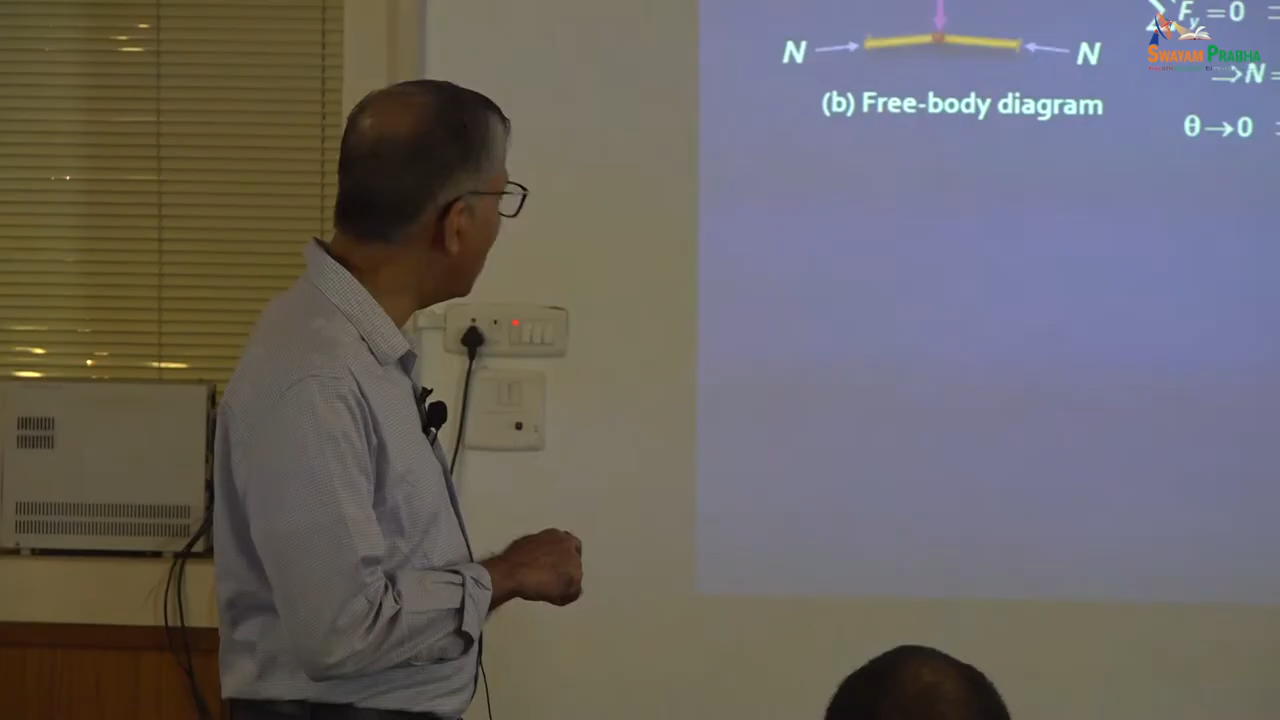 ∑F_y = 0 =
N N
⇒N =
(b) Free-body diagram
θ→0
SWAYAM PRABHA